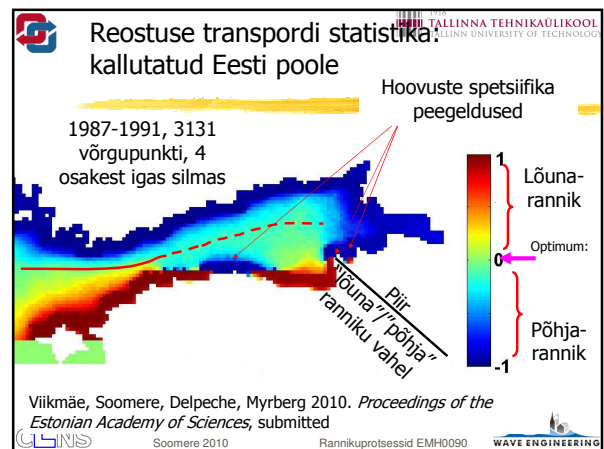 1918
TALLINNA TEHNIKAÜLIKOOL
TALLINN UNIVERSITY OF TECHNOLOGY
Reostuse transpordi statistika:
kallutatud Eesti poole
Hoovuste spetsiifika
peegeldused
1987-1991, 3131
võrgupunkti, 4
osakest igas silmas
1
Lõuna-
rannik
Optimum:
0
Põhja-
rannik
-1
Piir
"lõuna"/"põhja"
ranniku vahel
Viikmäe, Soomere, Delpeche, Myrberg 2010. Proceedings of the
Estonian Academy of Sciences, submitted
CENS
Soomere 2010
Rannikuprotsessid EMH0090
WAVE ENGINEERING